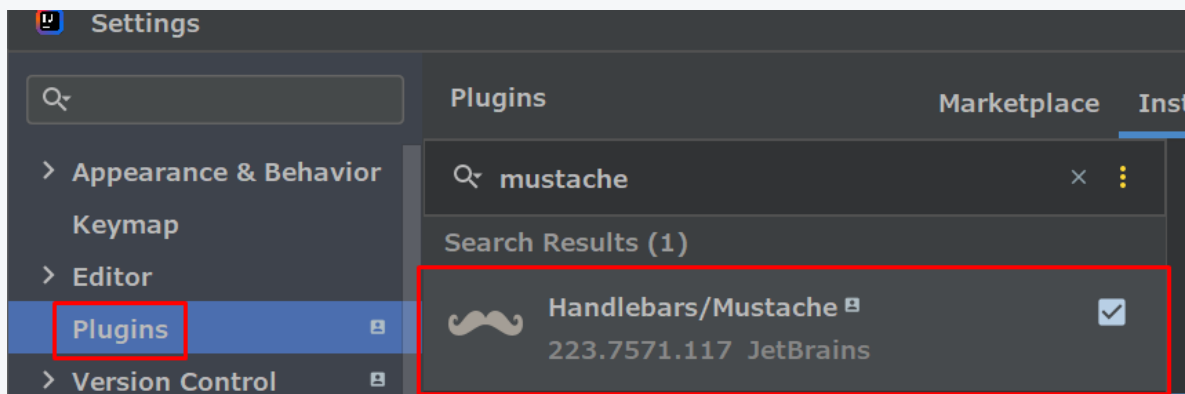 Settings
Plugins
Marketplace Inst
Appearance & Behavior
Keymap
Editor
Plugins
Version Control
mustache
Search Results (1)
Handlebars/Mustache
223.7571.117 JetBrains